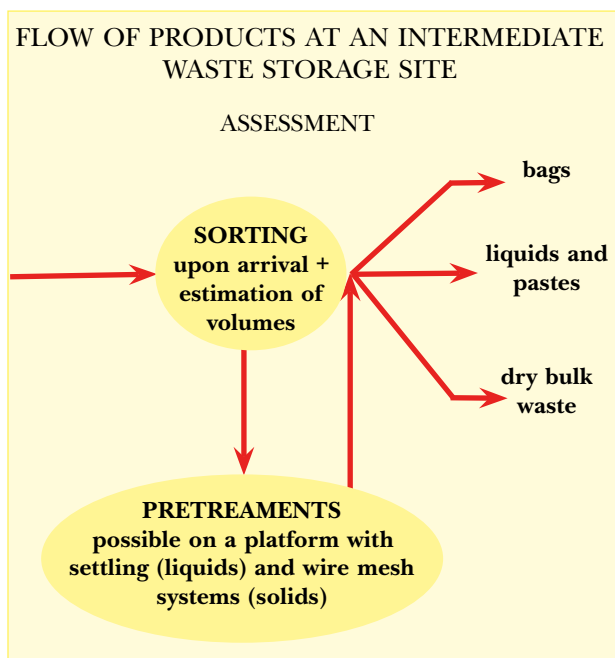 FLOW OF PRODUCTS AT AN INTERMEDIATE
WASTE STORAGE SITE
ASSESSMENT
bags
SORTING
upon arrival +
estimation of
volumes
liquids and
pastes
dry bulk
waste
PRETREAMENTS
possible on a platform with
settling (liquids) and wire mesh
systems (solids)